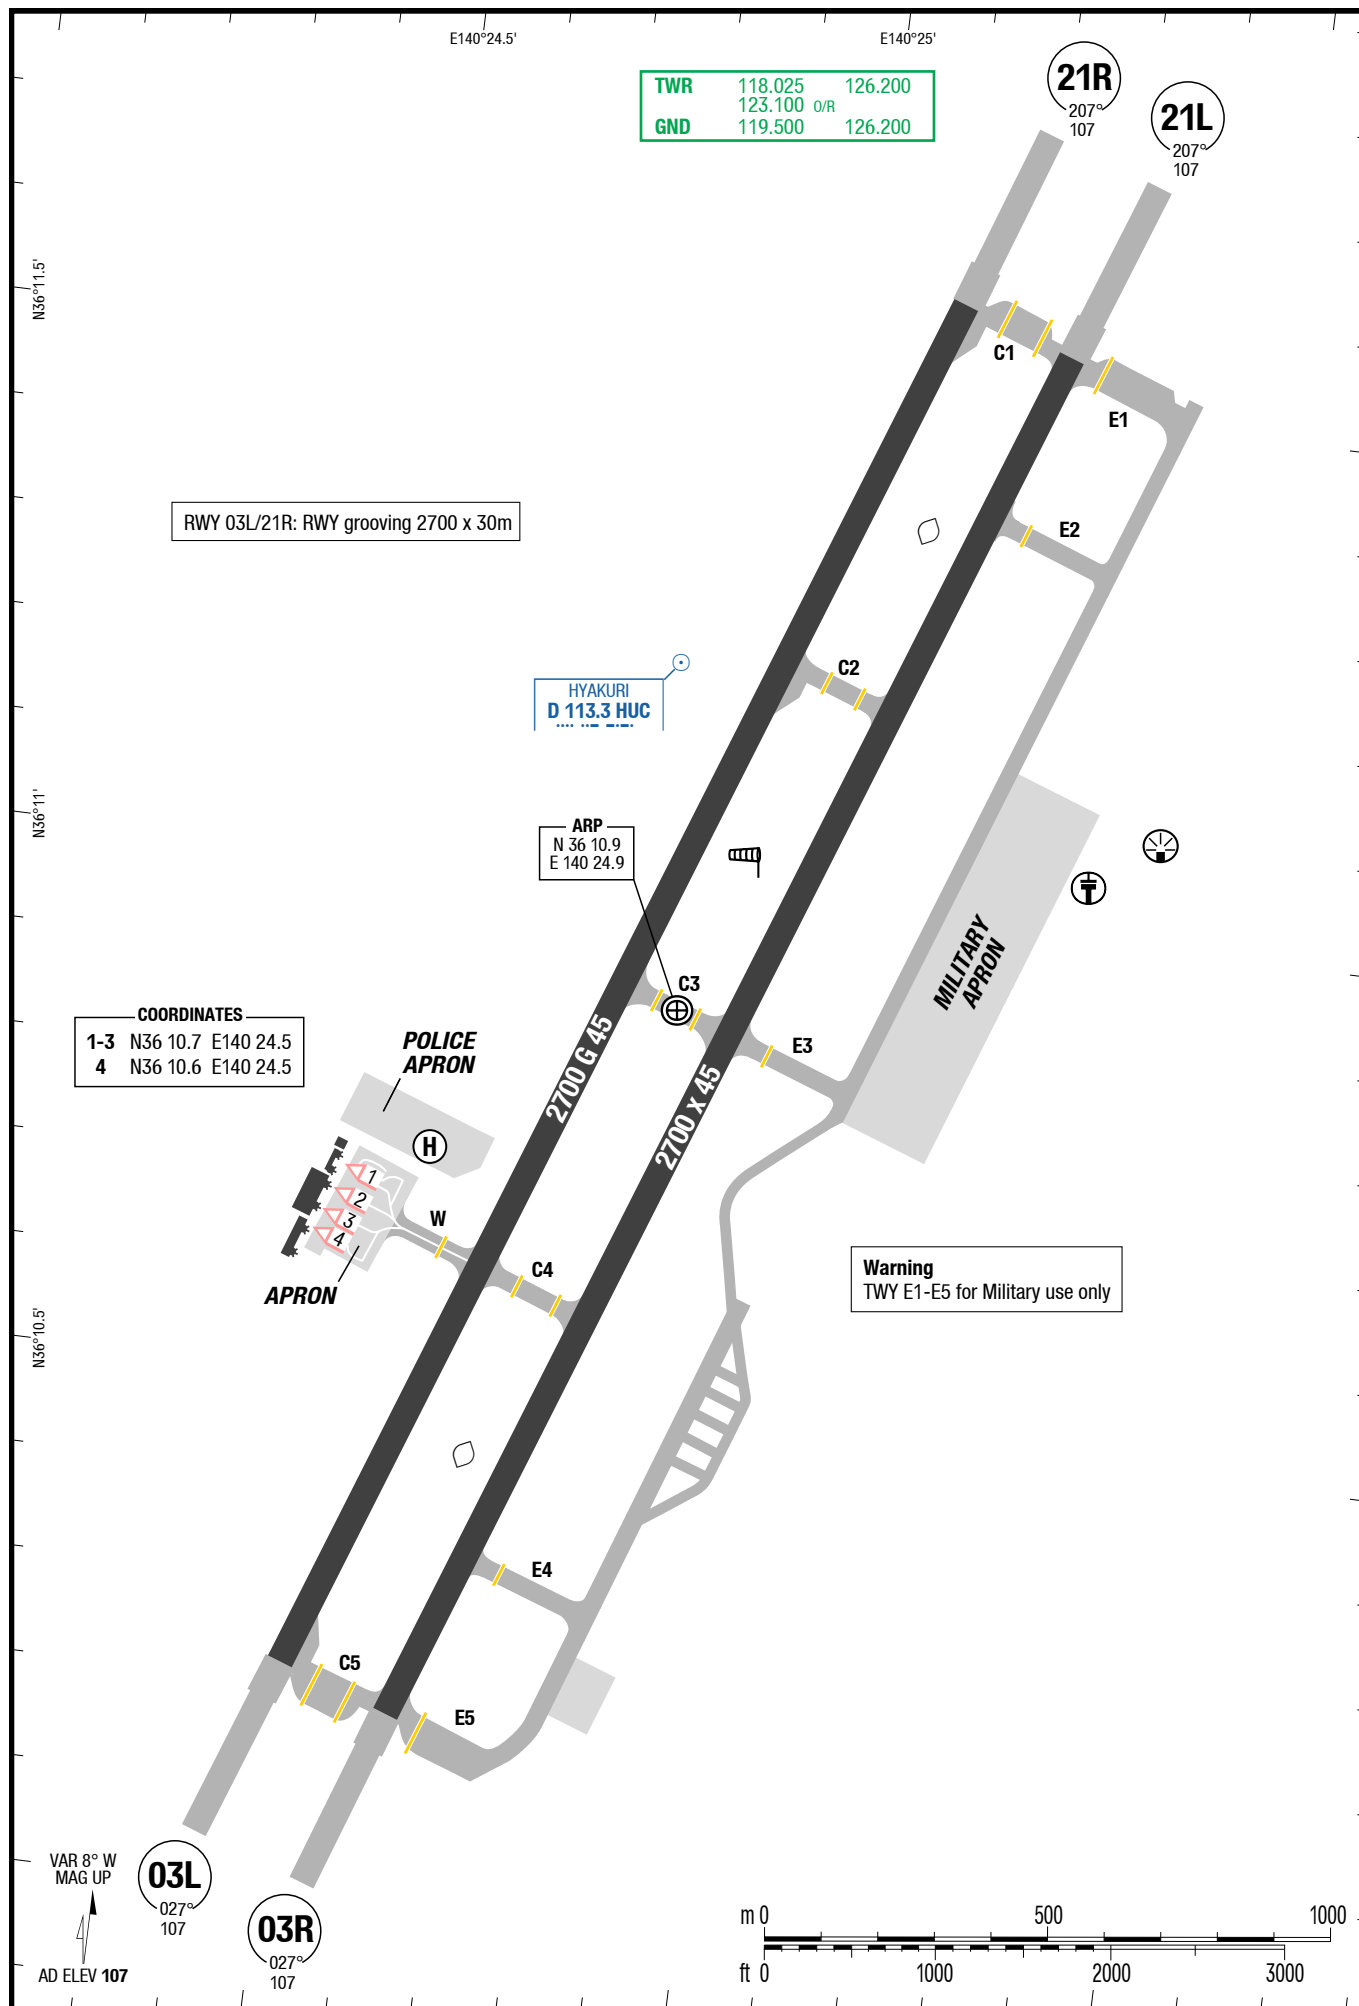 E140°24.5'
E140°25'
21R
207°
107
21L
207°
107
TWR 118.025 126.200
123.100 O/R
GND 119.500 126.200
N36°11.5'
C1
E1
RWY 03L/21R: RWY grooving 2700 x 30m
E2
C2
HYAKURI
D 113.3 HUC
N36°11'
ARP
N 36 10.9
E 140 24.9
MILITARY
APRON
C3
COORDINATES
1-3 N36 10.7 E140 24.5
4 N36 10.6 E140 24.5
POLICE
APRON
2700 G 45
2700 x 45
E3
H
1
2
3
4
W
C4
APRON
Warning
TWY E1-E5 for Military use only
N36°10.5'
E4
C5
E5
VAR 8° W
MAG UP
AD ELEV 107
03L
027°
107
03R
027°
107
m 0 500 1000
ft 0 1000 2000 3000